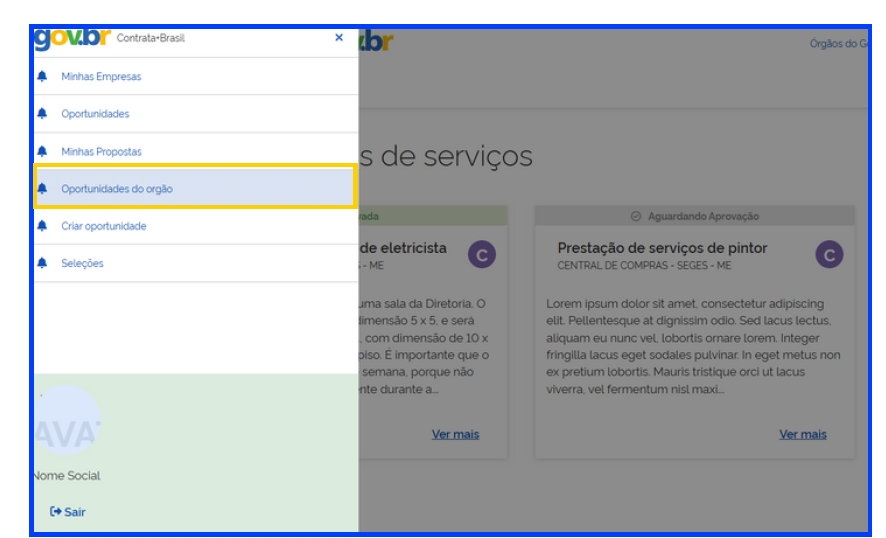 gov.br Contrata+Brasil ×
.br
Órgãos do G
Minhas Empresas
Oportunidades
Minhas Propostas
Oportunidades do orgão
Criar oportunidade
Seleções
AVA
Nome Social
Sair
s de serviços
vada
de eletricista
C
- ME
uma sala da Diretoria. O
dimensão 5 x 5, e será
, com dimensão de 10 x
piso. É importante que o
semana, porque não
nte durante a...
Ver mais
Aguardando Aprovação
Prestação de serviços de pintor
C
CENTRAL DE COMPRAS - SEGES - ME
Lorem ipsum dolor sit amet, consectetur adipiscing
elit. Pellentesque at dignissim odio. Sed lacus lectus,
aliquam eu nunc vel, lobortis ornare lorem. Integer
fringilla lacus eget sodales pulvinar. In eget metus non
ex pretium lobortis. Mauris tristique orci ut lacus
viverra, vel fermentum nisl maxi...
Ver mais